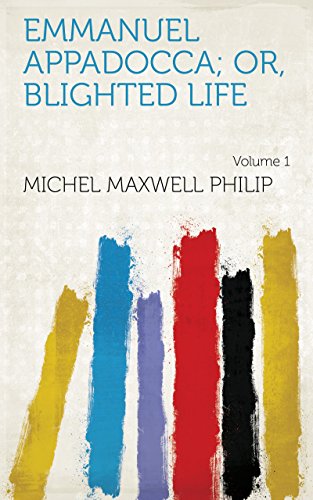 EMMANUEL
APPADOCCA; OR,
BLIGHTED LIFE
Volume 1
MICHEL MAXWELL PHILIP